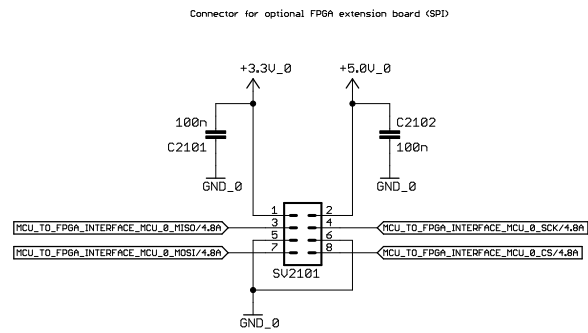 Connector for optional FPGA extension board (SPI)
+3.3V_0
+5.0V_0
100n
C2101
C2102
100n
GND_0
GND_0
1 2
MCU_TO_FPGA_INTERFACE_MCU_0_MISO/4.8A 3 4 MCU_TO_FPGA_INTERFACE_MCU_0_SCK/4.8A
5 6
MCU_TO_FPGA_INTERFACE_MCU_0_MOSI/4.8A 7 8 MCU_TO_FPGA_INTERFACE_MCU_0_CS/4.8A
SV2101
GND_0